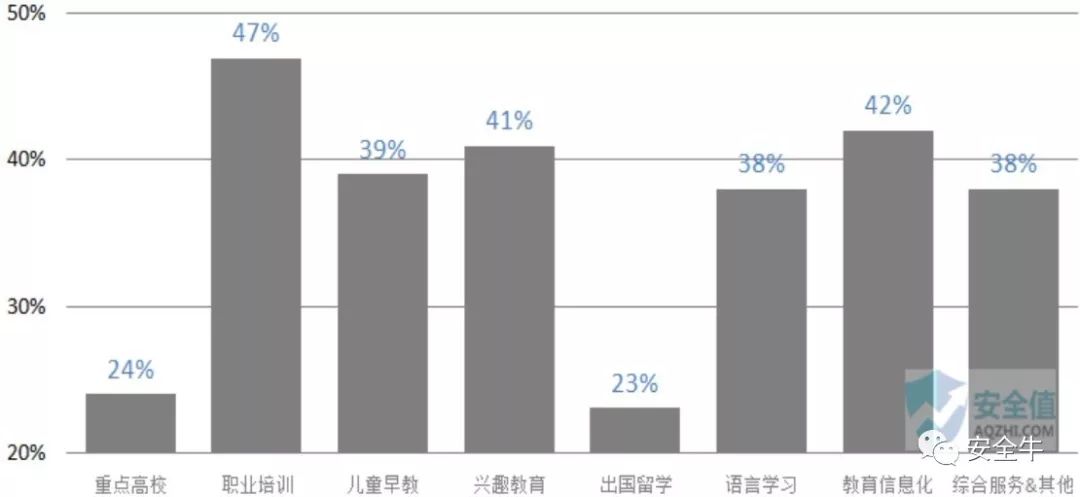 50%
47%
42%
41%
40%
39%
38%
38%
30%
24%
23%
20%
重点高校
职业培训
儿童早教
兴趣教育
出国留学
语言学习
教育信息化
综合服务&其他
安全值
AQZHI.COM
安全牛